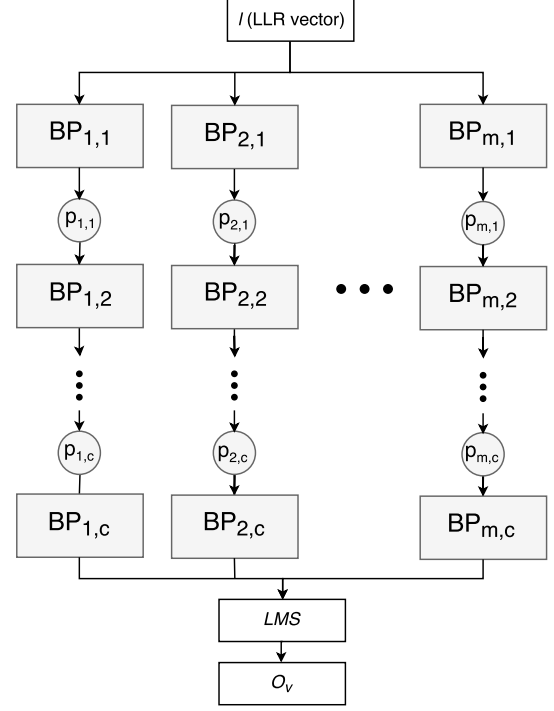 l (LLR vector)
BP1,1 BP2,1 BPm,1
p1,1 p2,1 pm,1
BP1,2 BP2,2 BPm,2
p1,c p2,c pm,c
BP1,c BP2,c BPm,c
LMS
Ov